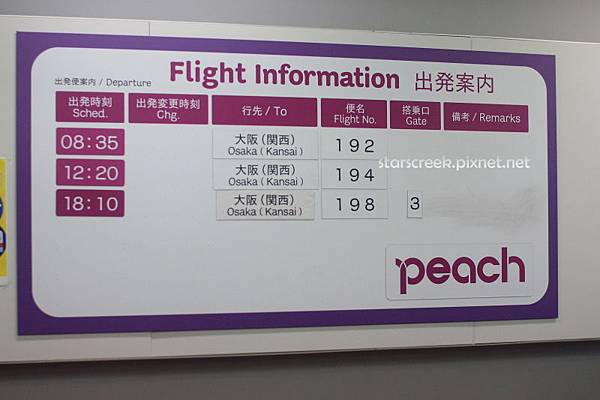 出発便案内 / Departure
Flight Information 出発案内
出発時刻 出発変更時刻 行先 / To 便名 搭乗口 備考 / Remarks
Sched. Chg. Flight No. Gate
08:35 大阪(関西) 192
Osaka(Kansai)
starscreek.pixnet.net
12:20 大阪(関西) 194
Osaka(Kansai)
18:10 大阪(関西) 198 3
Osaka(Kansai)
peach